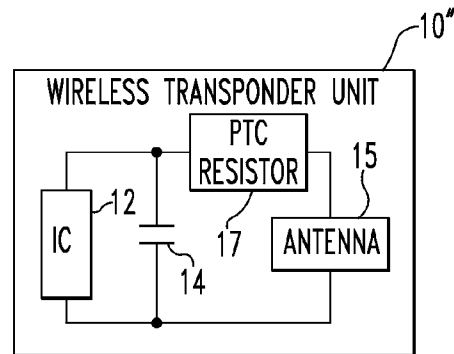 10"
WIRELESS TRANSPONDER UNIT
PTC
RESISTOR
15
12
IC
17
ANTENNA
14